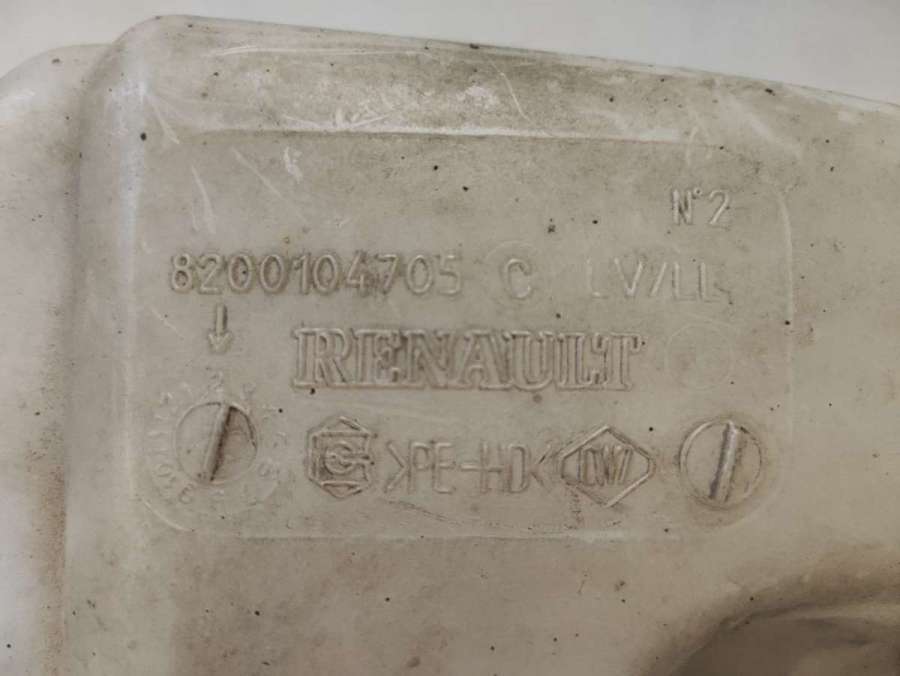 N°2
8200104705 C LV/LL
RENAULT
>PE-HD<